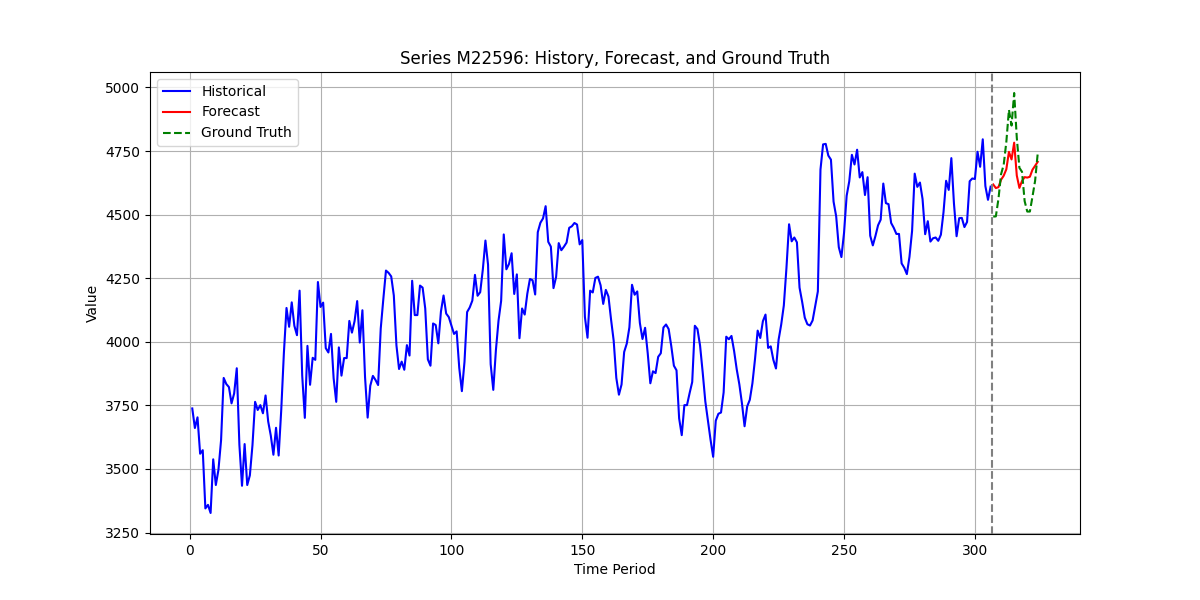 Series M22596: History, Forecast, and Ground Truth
Historical
Forecast
Ground Truth
5000
4750
4500
4250
4000
3750
3500
3250
Value
0 50 100 150 200 250 300
Time Period